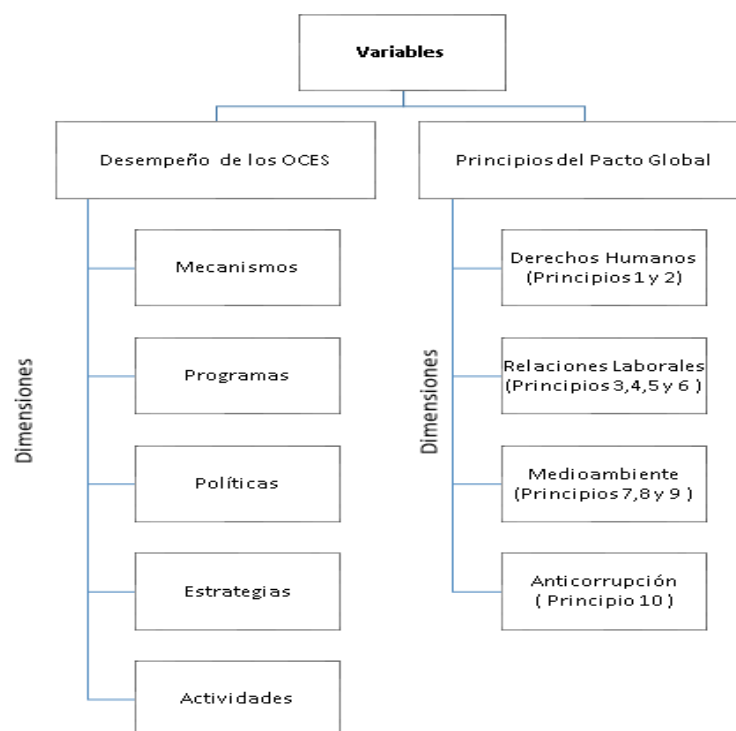 Variables
Desempeño de los OCES
Dimensiones
Mecanismos
Programas
Políticas
Estrategias
Actividades
Principios del Pacto Global
Dimensiones
Derechos Humanos
(Principios 1 y 2)
Relaciones Laborales
(Principios 3,4,5 y 6 )
Medioambiente
(Principios 7,8 y 9 )
Anticorrupción
( Principio 10 )